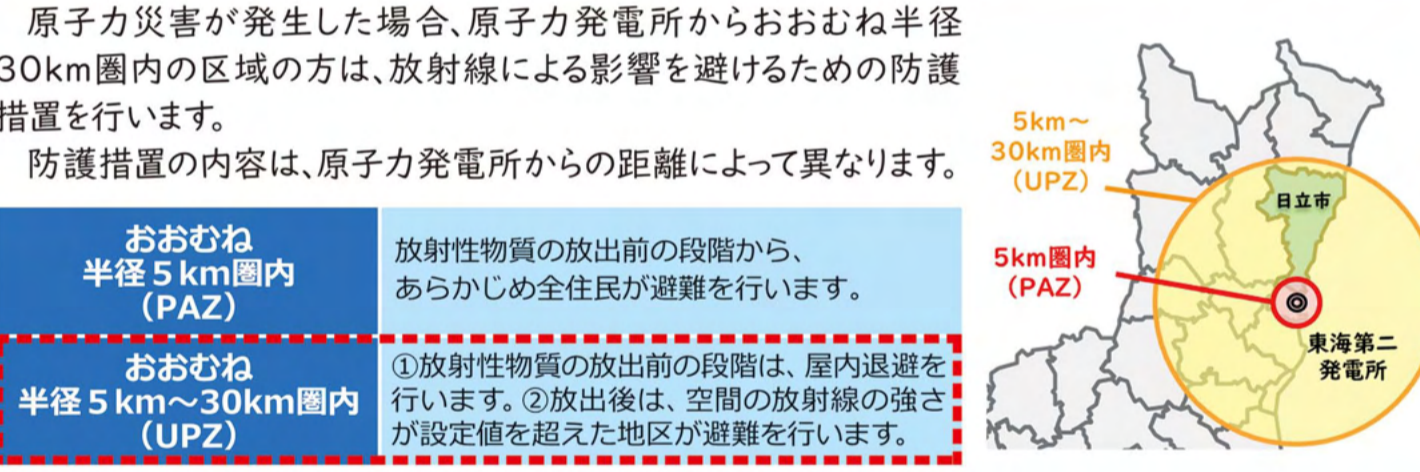 原子力災害が発生した場合、原子力発電所からおおむね半径
30km圏内の区域の方は、放射線による影響を避けるための防護
措置を行います。
防護措置の内容は、原子力発電所からの距離によって異なります。
おおむね
半径5km圏内
(PAZ)
放射性物質の放出前の段階から、
あらかじめ全住民が避難を行います。
おおむね
半径5km～30km圏内
(UPZ)
①放射性物質の放出前の段階は、屋内退避を
行います。②放出後は、空間の放射線の強さ
が設定値を超えた地区が避難を行います。
5km～
30km圏内
(UPZ)
日立市
5km圏内
(PAZ)
東海第二
発電所